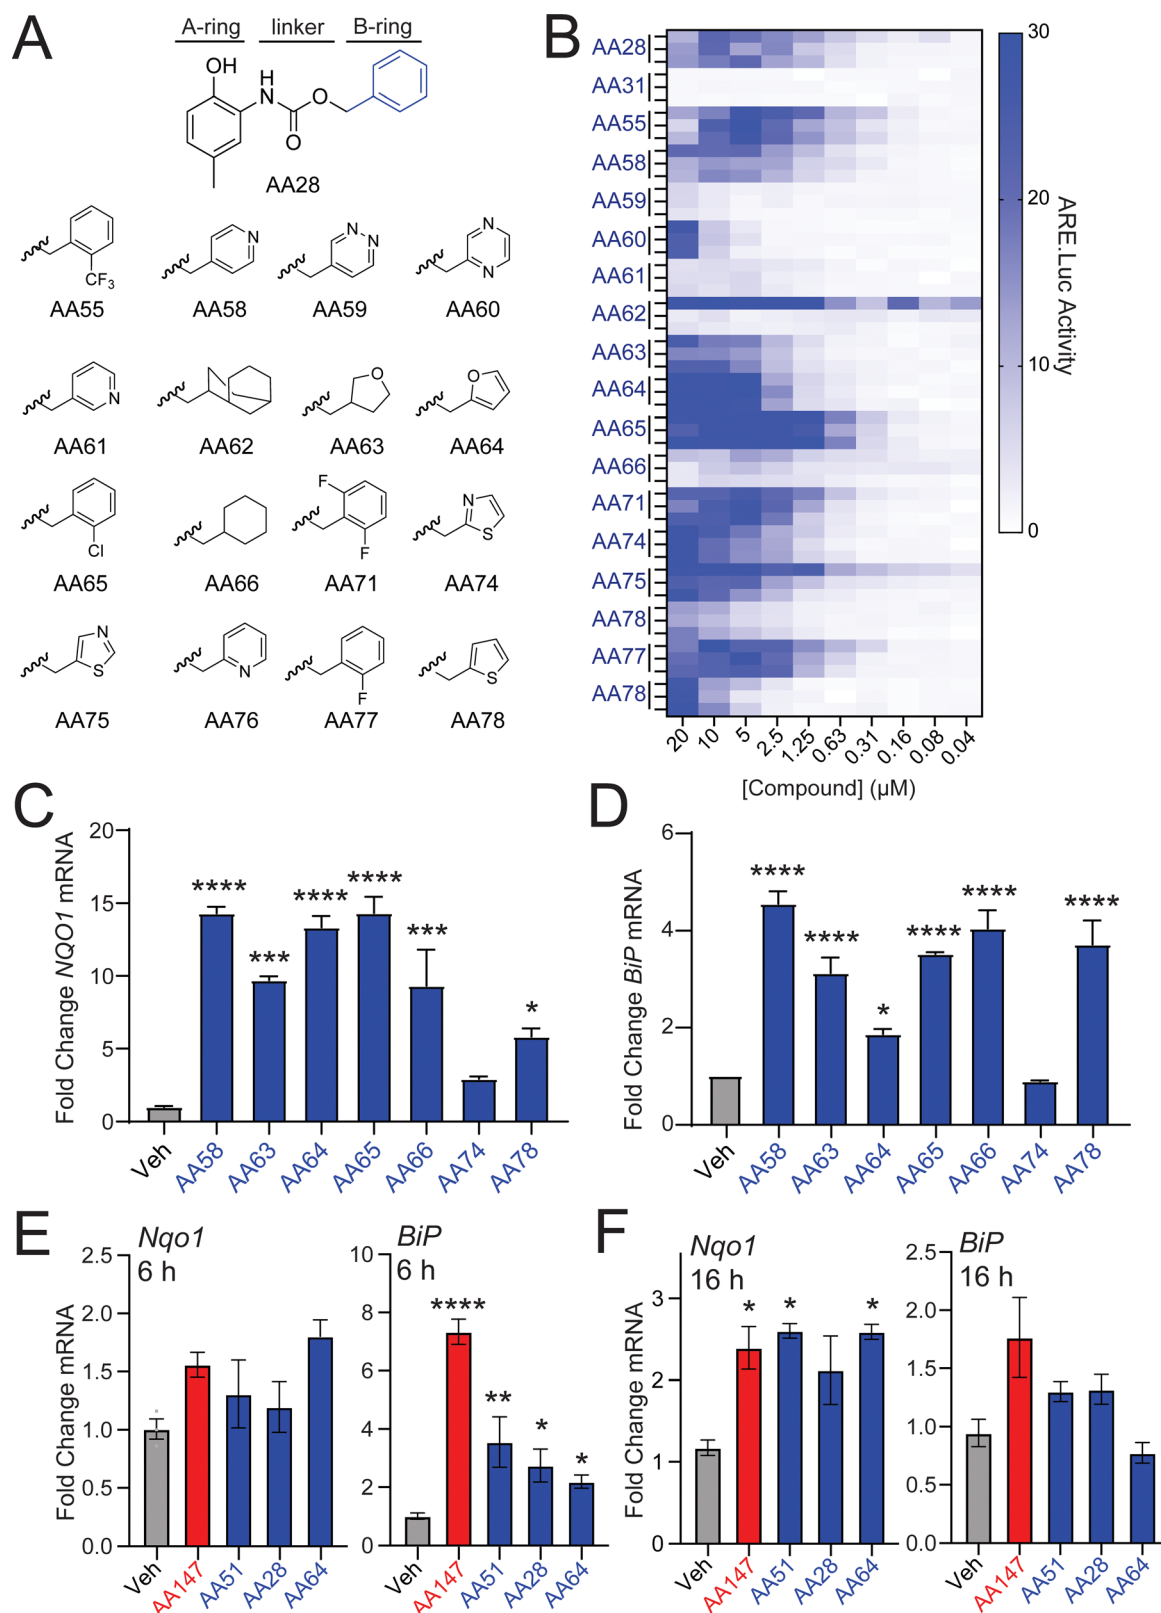 A
A-ring linker B-ring
OH
H
N
O
O
AA28
CF3
N
N N
N
N
AA55 AA58 AA59 AA60
N
O
O
AA61 AA62 AA63 AA64
Cl
F
F
N
S
AA65 AA66 AA71 AA74
N
S
N
F
S
AA75 AA76 AA77 AA78
B
AA28
AA31
AA55
AA58
AA59
AA60
AA61
AA62
AA63
AA64
AA65
AA66
AA71
AA74
AA75
AA78
AA77
AA78
20 10 5 2.5 1.25 0.63 0.31 0.16 0.08 0.04
[Compound] (µM)
30
20
10
0
ARE.Luc Activity
C
Fold Change NQO1 mRNA
20
15
10
5
0
**** *** **** **** *** *
Veh AA58 AA63 AA64 AA65 AA66 AA74 AA78
D
Fold Change BiP mRNA
6
4
2
0
**** **** * **** **** ****
Veh AA58 AA63 AA64 AA65 AA66 AA74 AA78
E
Nqo1
6 h
Fold Change mRNA
2.5
2.0
1.5
1.0
0.5
0.0
Veh AA147 AA51 AA28 AA64
BiP
6 h
10
8
6
4
2
0
**** ** * *
Veh AA147 AA51 AA28 AA64
F
Nqo1
16 h
Fold Change mRNA
3
2
1
0
* * *
Veh AA147 AA51 AA28 AA64
BiP
16 h
2.5
2.0
1.5
1.0
0.5
0.0
Veh AA147 AA51 AA28 AA64